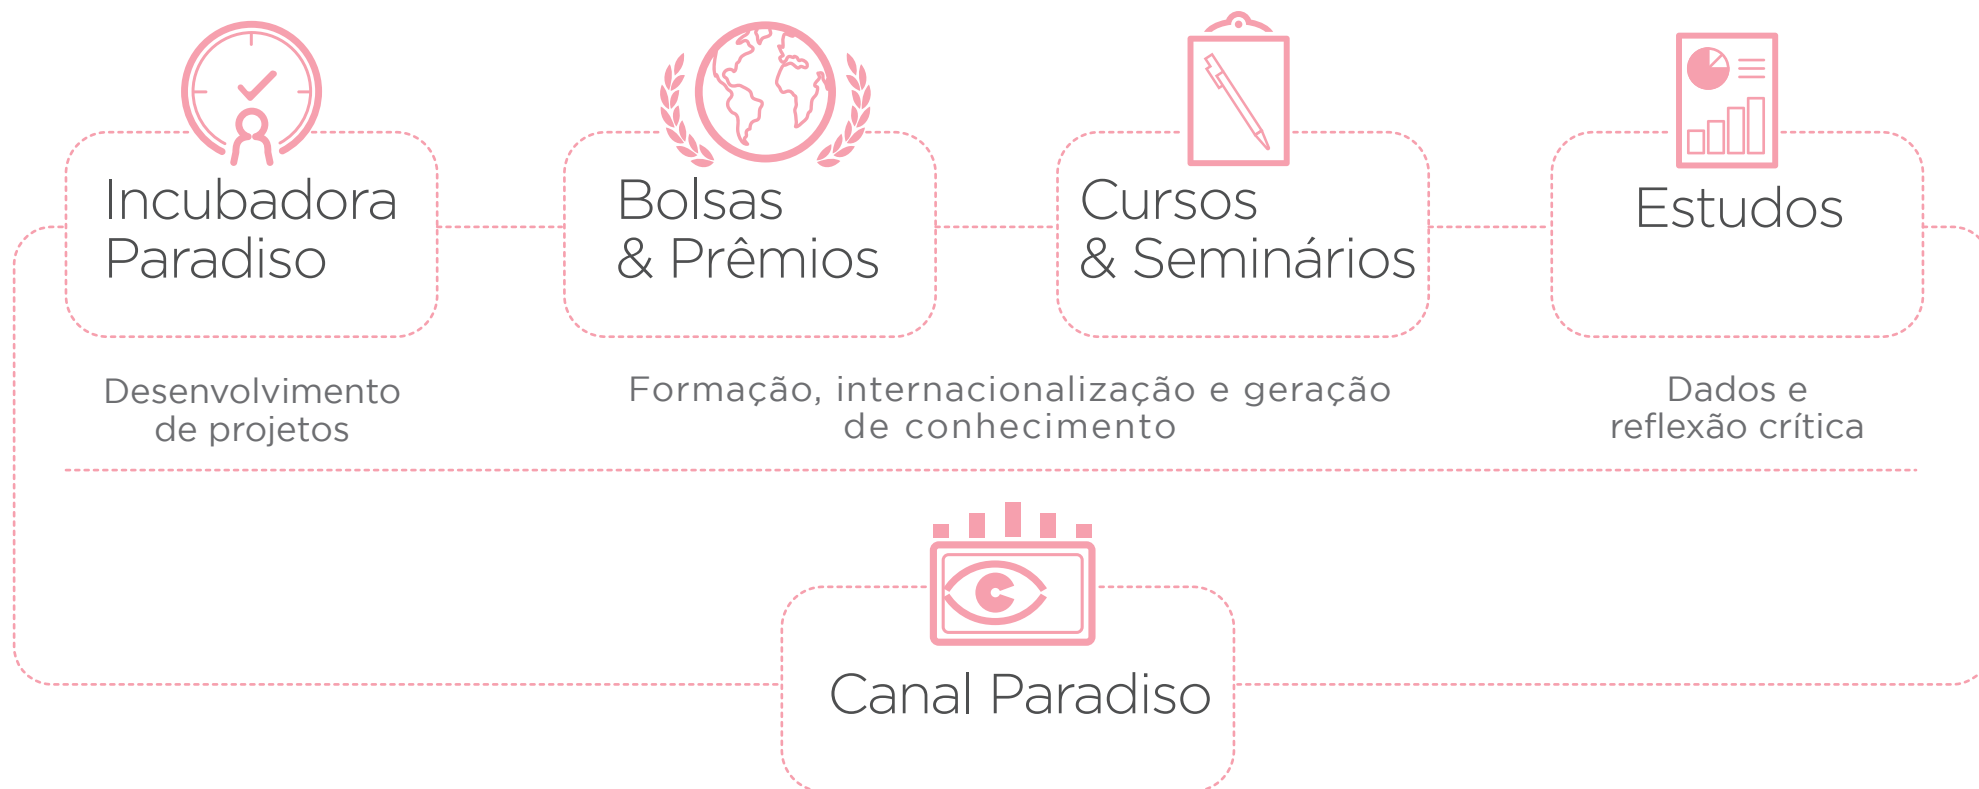 Incubadora
Paradiso
Bolsas
& Prêmios
Cursos
& Seminários
Estudos
Desenvolvimento
de projetos
Formação, internacionalização e geração
de conhecimento
Dados e
reflexão crítica
Canal Paradiso